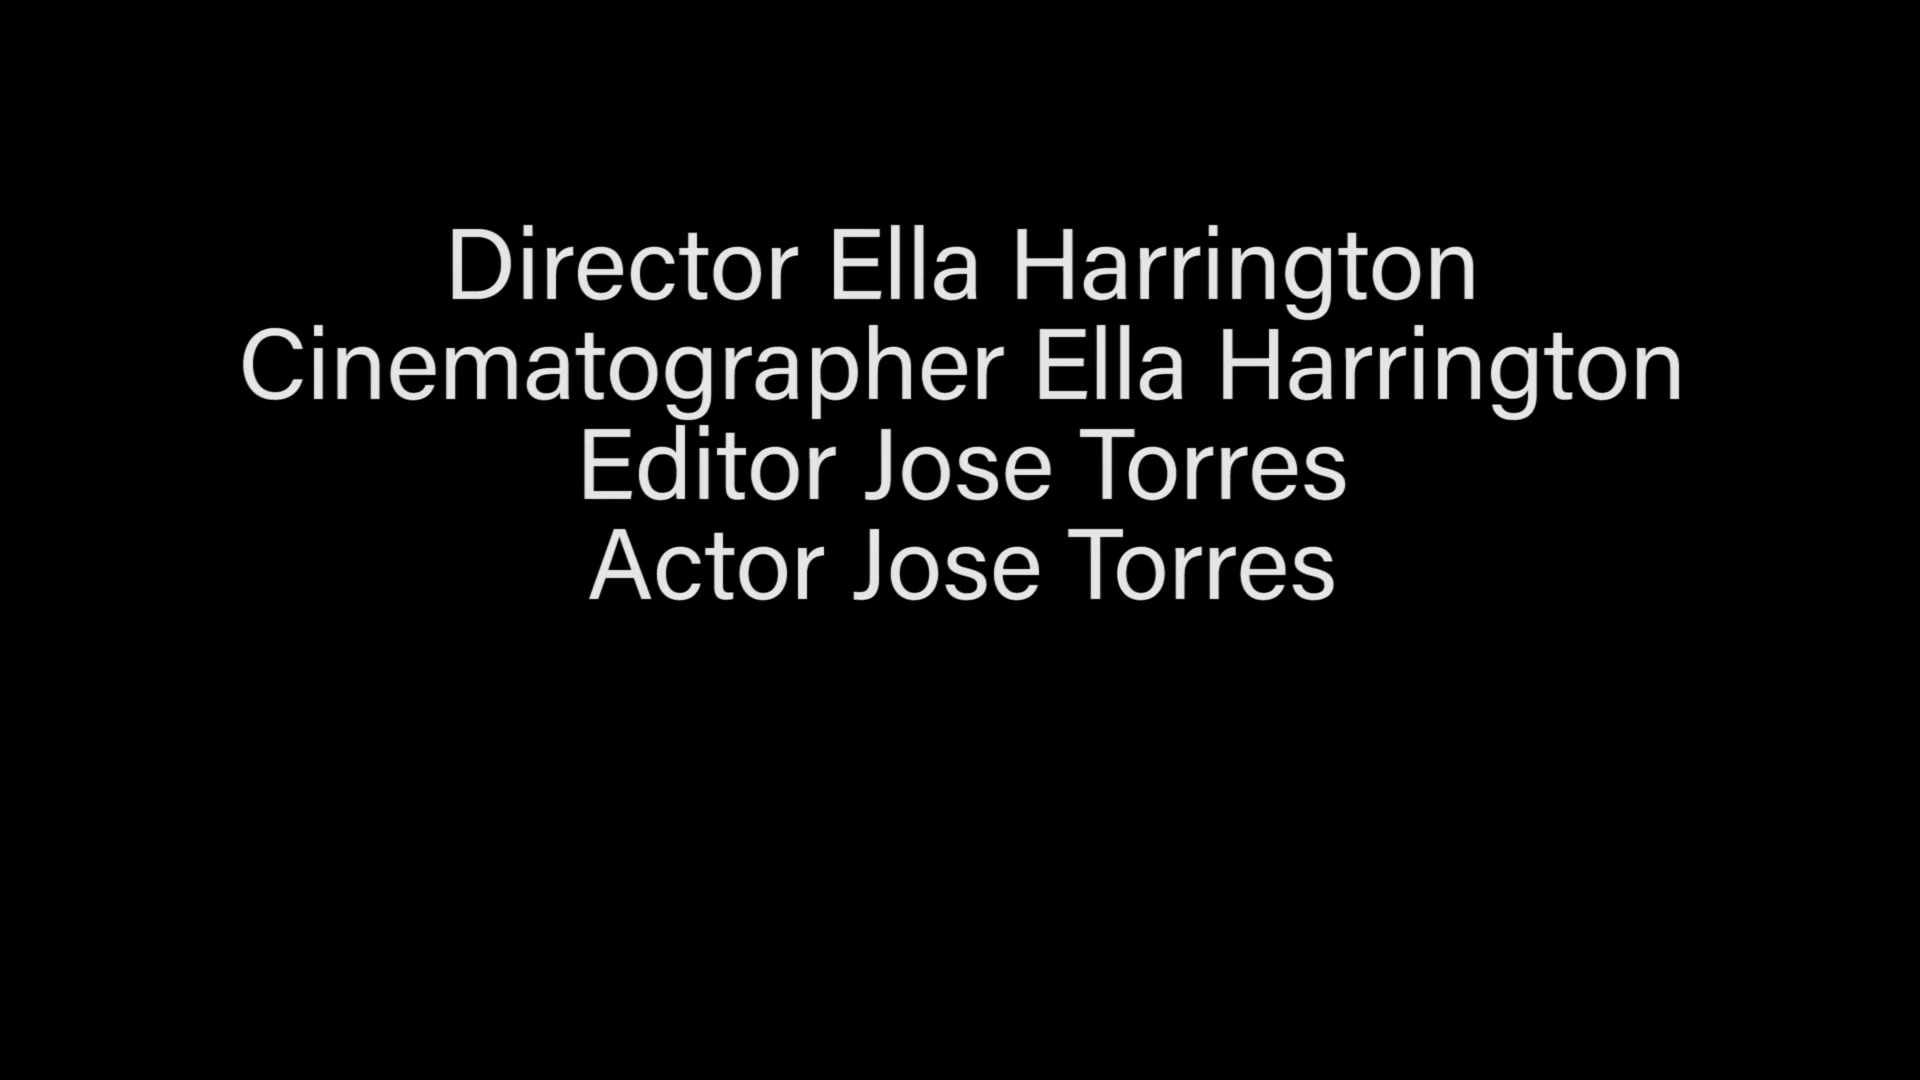 Director Ella Harrington
Cinematographer Ella Harrington
Editor Jose Torres
Actor Jose Torres